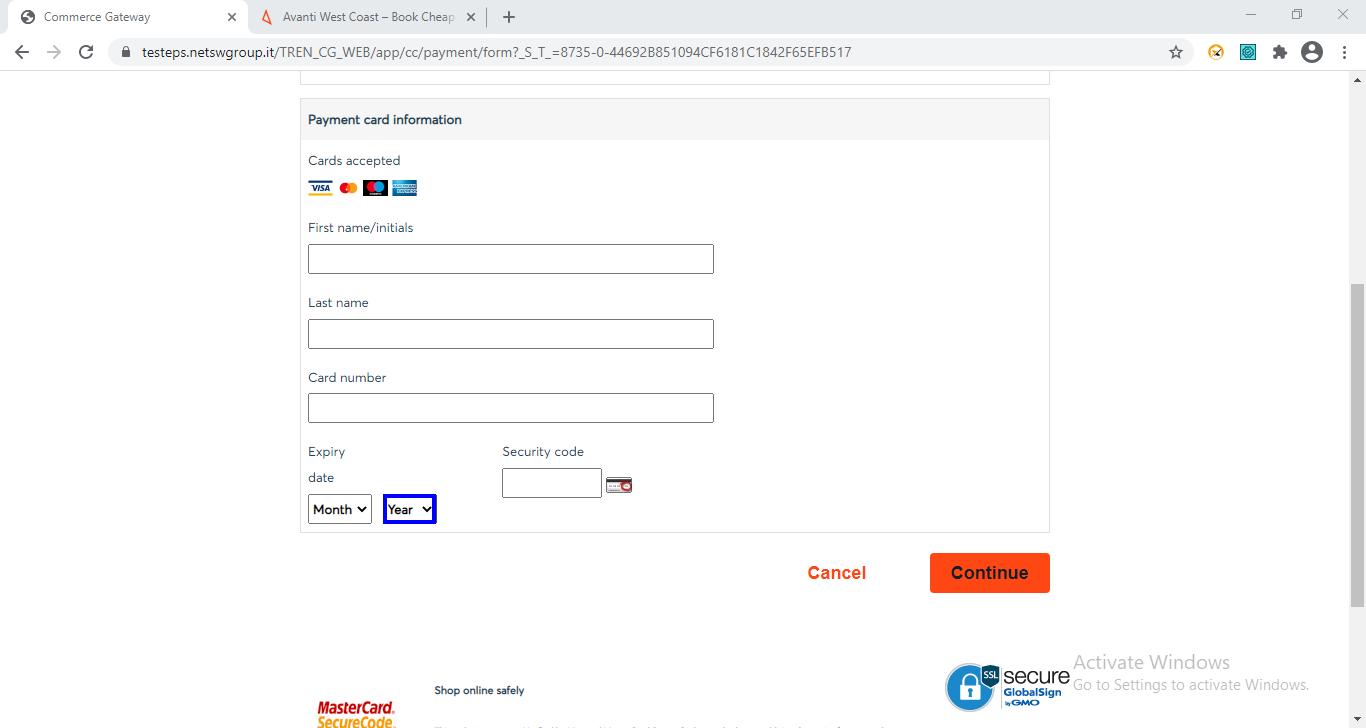 Commerce Gateway
Avanti West Coast – Book Cheap
testeps.netswgroup.it/TREN_CG_WEB/app/cc/payment/form?_S_T_=8735-0-44692B851094CF6181C1842F65EFB517
Payment card information
Cards accepted
VISA
First name/initials
Last name
Card number
Expiry
date
Security code
Month
Year
Cancel
Continue
Shop online safely
MasterCard.
SecureCode.
SSL
secure
GlobalSign
by GMO
Activate Windows
Go to Settings to activate Windows.